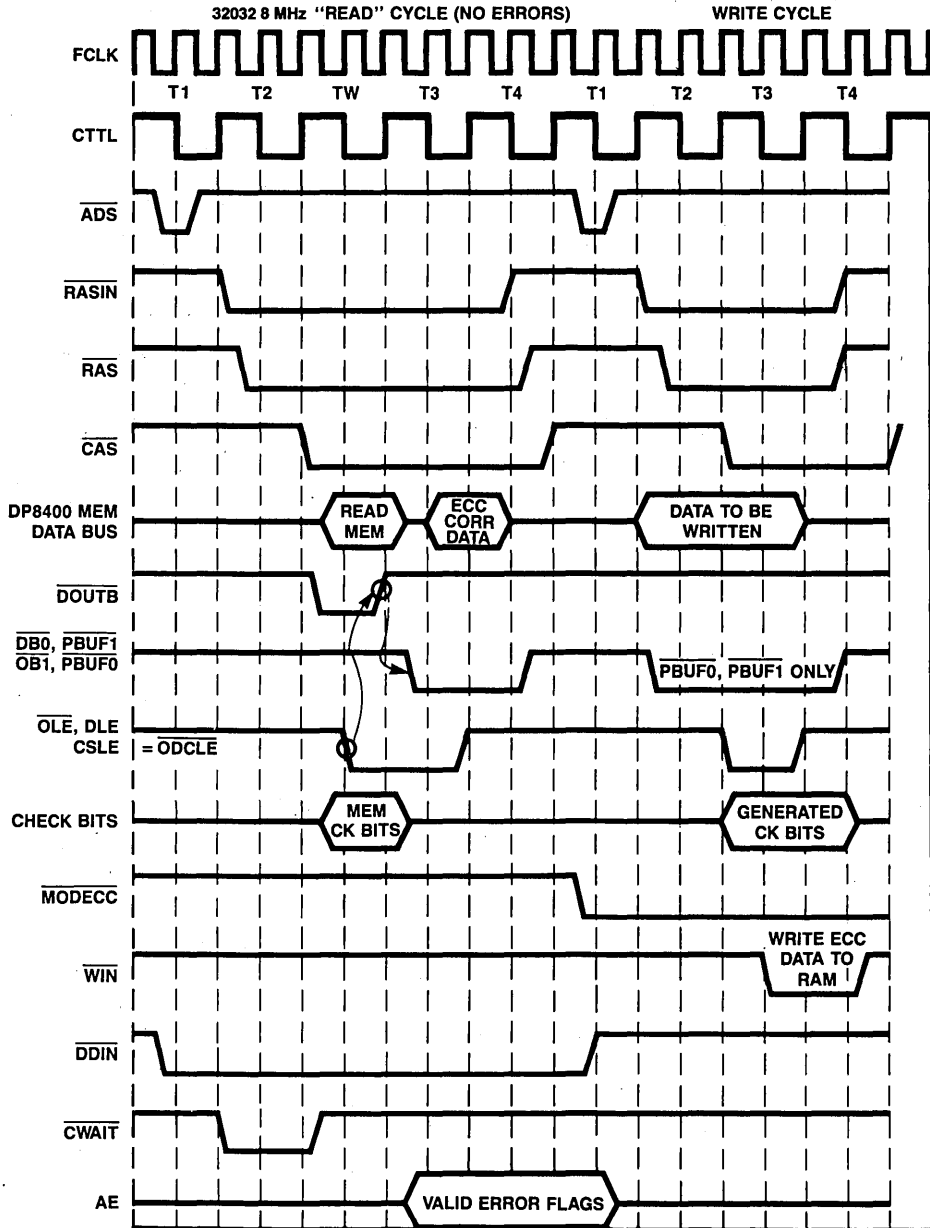 32032 8 MHz “READ” CYCLE (NO ERRORS) WRITE CYCLE
FCLK
T1 T2 TW T3 T4 T1 T2 T3 T4
CTTL
ADS
RASIN
RAS
CAS
DP8400 MEM
DATA BUS
READ
MEM
ECC
CORR
DATA
DATA TO BE
WRITTEN
DOUTB
DB0, PBUF1
OB1, PBUF0
PBUF0, PBUF1 ONLY
OLE, DLE
CSLE
= ODCLE
CHECK BITS
MEM
CK BITS
GENERATED
CK BITS
MODECC
WIN
WRITE ECC
DATA TO
RAM
DDIN
CWAIT
AE
VALID ERROR FLAGS